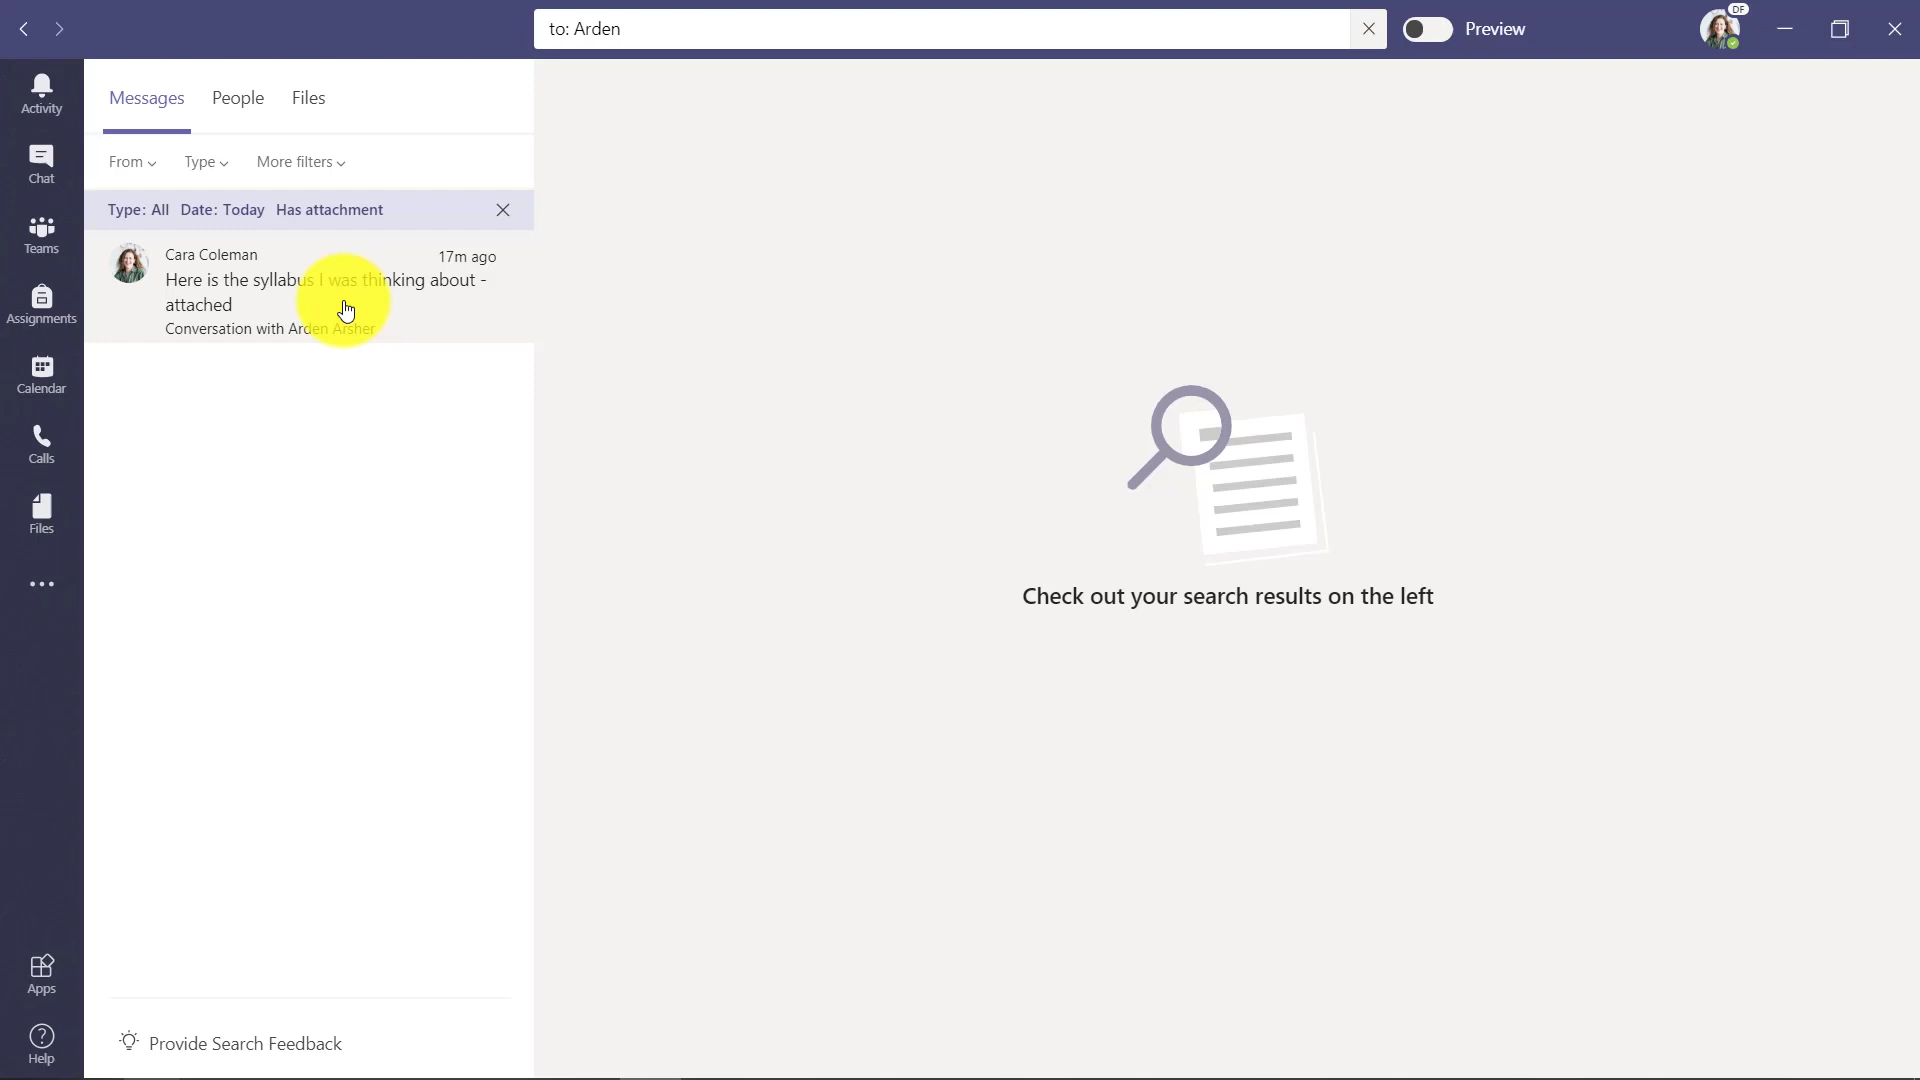 to: Arden
Preview
DF
Activity
Chat
Teams
Assignments
Calendar
Calls
Files
Apps
Help
Messages People Files
From Type More filters
Type: All Date: Today Has attachment
Cara Coleman 17m ago
Here is the syllabus I was thinking about -
attached
Conversation with Arden Arsher
Provide Search Feedback
Check out your search results on the left